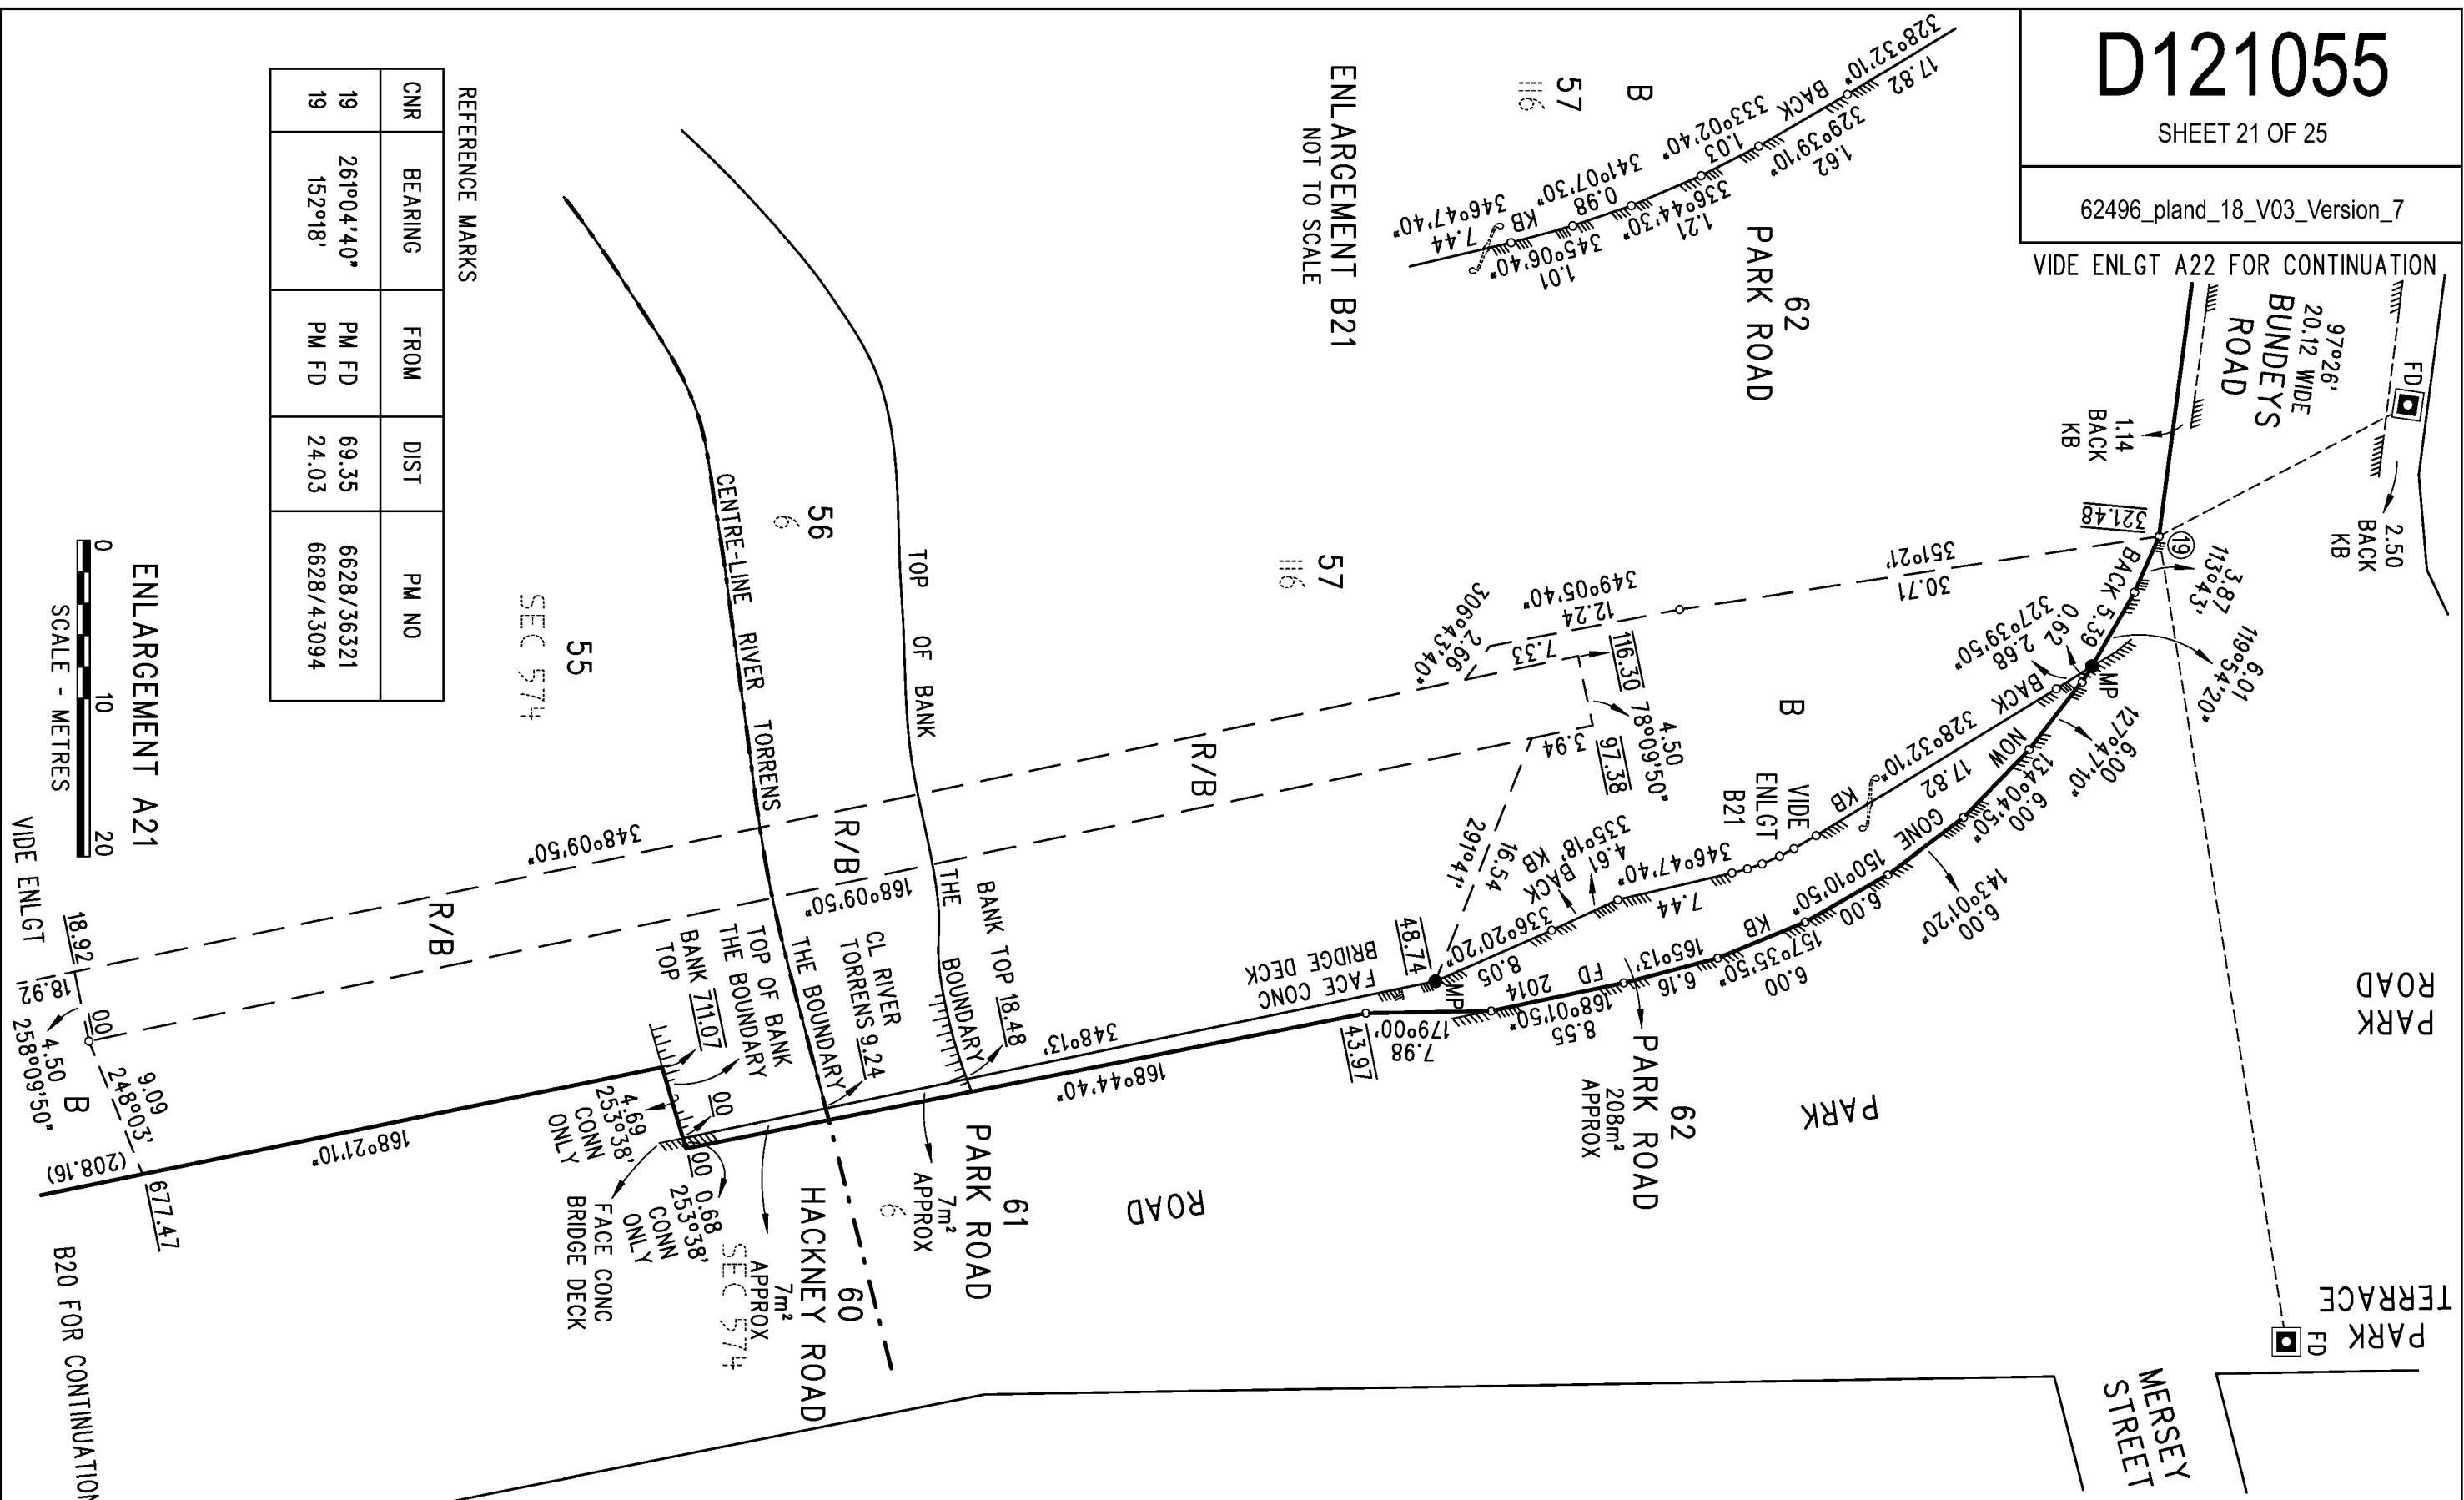 D121055
SHEET 21 OF 25
62496_pland_18_V03_Version_7
VIDE ENLGT A22 FOR CONTINUATION
97°26'
20.12 WIDE
BUNDEYS
ROAD
FD
1.14
BACK
KB
2.50
BACK
KB
321.48
19
3.87
113°43'
BACK 5.39
6.01
119°54'20"
0.62
2.68
327°39'50"
MP
6.00
127°47'10"
NOW
6.00
134°04'50"
GONE
6.00
143°01'20"
6.00
150°10'50"
KB
6.00
157°35'50"
6.16
165°13'
FD
2014
8.55
168°01'50"
7.98
179°00'
43.97
BACK
328°32'10"
17.82
KB
VIDE
ENLGT
B21
346°47'40"
7.44
4.61
335°18'
BACK
KB
336°20'20"
8.05
MP
48.74
16.54
291°41'
351°21'
30.71
349°05'40"
12.24
2.66
306°43'40"
7.33
116.30
4.50
78°09'50"
97.38
3.94
B
57
1116
62
PARK ROAD
208m²
APPROX
PARK
ROAD
PARK
ROAD
PARK
TERRACE
FD
MERSEY
STREET
FACE CONC
BRIDGE DECK
348°13'
168°44'40"
R/B
R/B
R/B
348°09'50"
168°09'50"
TOP OF BANK
THE BOUNDARY
BANK TOP 18.48
CENTRE-LINE RIVER TORRENS
THE BOUNDARY
CL RIVER
TORRENS 9.24
TOP OF BANK
THE BOUNDARY
BANK 711.07
TOP
00
4.69
253°38'
CONN
ONLY
00
0.68
253°38'
CONN
ONLY
FACE CONC
BRIDGE DECK
61
PARK ROAD
7m²
APPROX
6
60
HACKNEY ROAD
7m²
APPROX
SEC 574
56
6
55
SEC 574
168°21'10"
(208.16)
677.47
9.09
248°03'
00
4.50
258°09'50"
B
18.92
18.92
VIDE ENLGT
B20 FOR CONTINUATION
ENLARGEMENT B21
NOT TO SCALE
B
57
1116
62
PARK ROAD
328°32'10"
17.82
BACK
329°39'10"
1.62
333°02'40"
1.03
336°44'30"
1.21
341°07'30"
0.98
345°06'40"
1.01
KB
346°47'40"
7.44
REFERENCE MARKS
CNR BEARING FROM DIST PM NO
19 261°04'40" PM FD 69.35 6628/36321
19 152°18' PM FD 24.03 6628/43094
ENLARGEMENT A21
0 10 20
SCALE - METRES